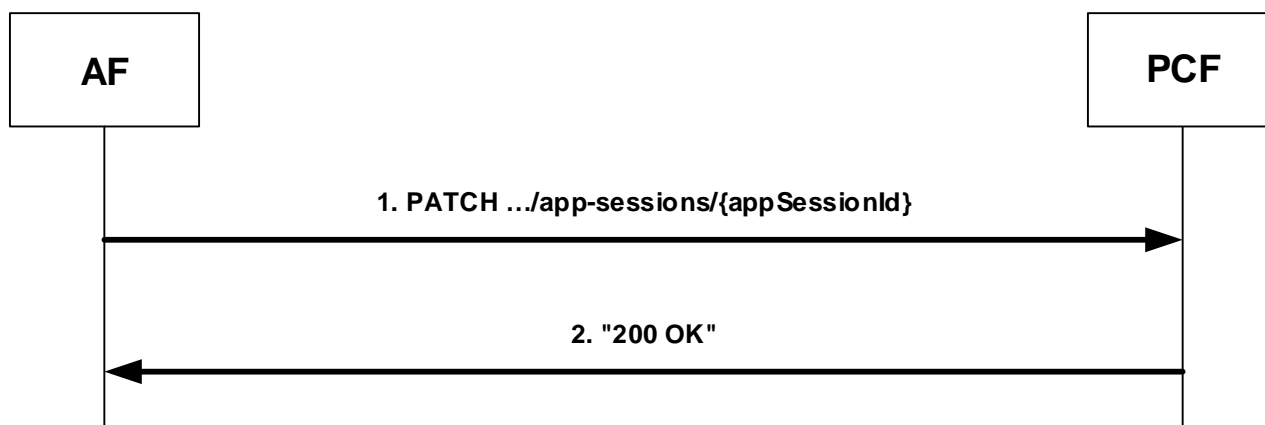 AF
PCF
1. PATCH …/app-sessions/{appSessionId}
2. "200 OK"